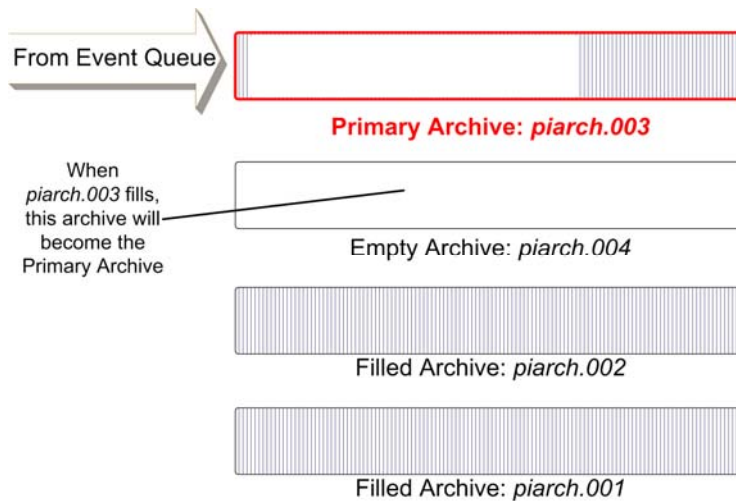 From Event Queue
Primary Archive: piarch.003
When
piarch.003 fills,
this archive will
become the
Primary Archive
Empty Archive: piarch.004
Filled Archive: piarch.002
Filled Archive: piarch.001